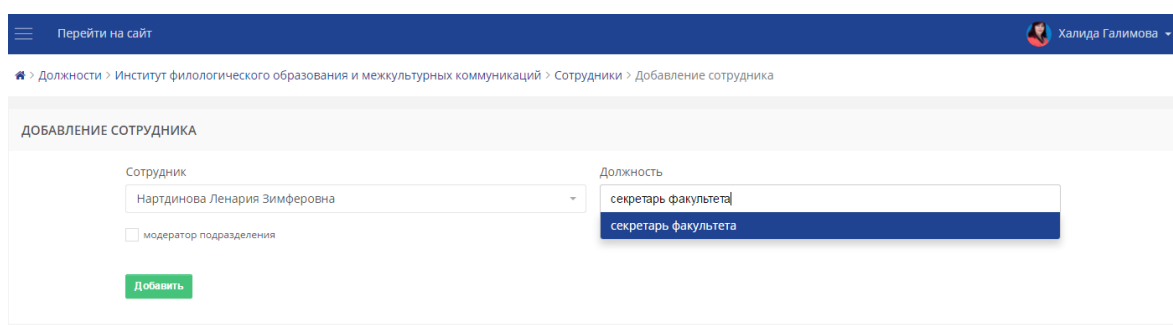 Перейти на сайт
Халида Галимова
> Должности > Институт филологического образования и межкультурных коммуникаций > Сотрудники > Добавление сотрудника
ДОБАВЛЕНИЕ СОТРУДНИКА
Сотрудник
Должность
Нартдинова Ленария Зимферовна
секретарь факультета
модератор подразделения
секретарь факультета
Добавить